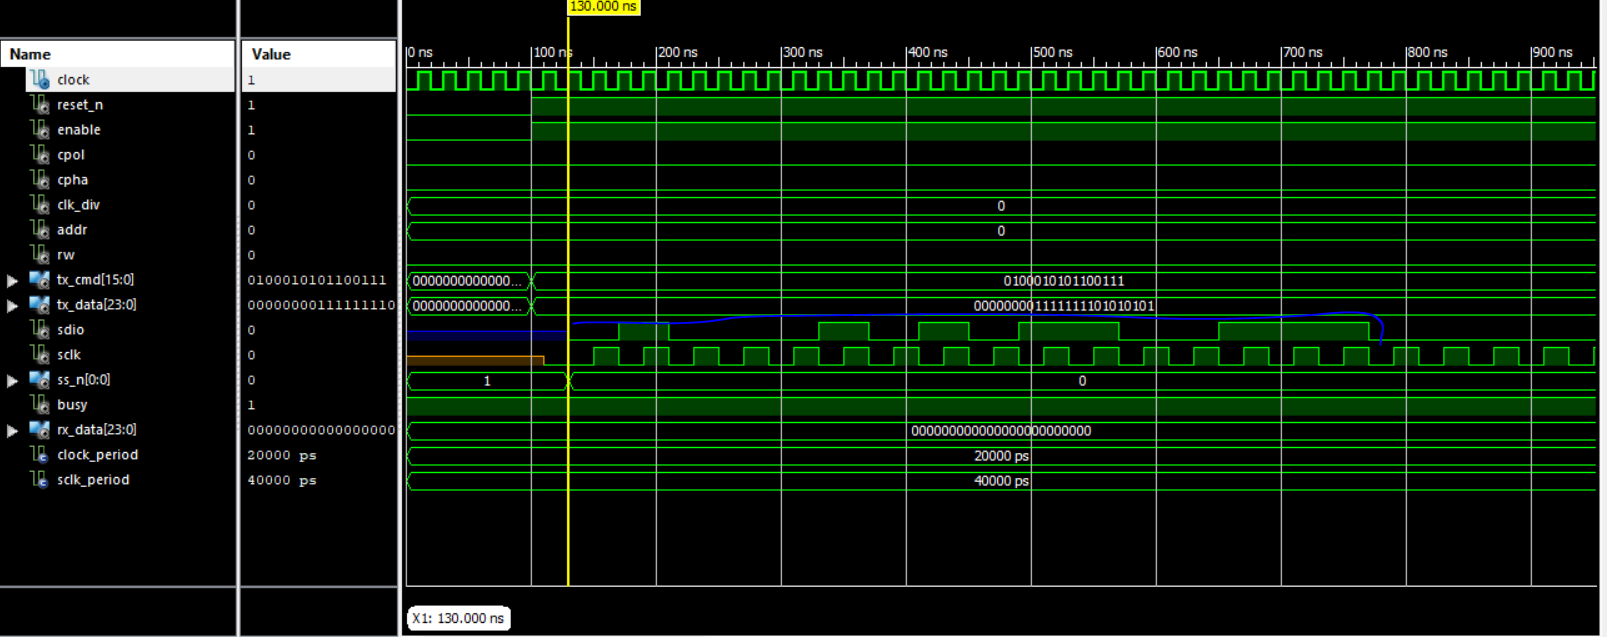 130.000 ns
Name Value 0 ns 100 ns 200 ns 300 ns 400 ns 500 ns 600 ns 700 ns 800 ns 900 ns
clock 1
reset_n 1
enable 1
cpol 0
cpha 0
clk_div 0 0
addr 0 0
rw 0
tx_cmd[15:0] 0100010101100111 0000000000000... 0100010101100111
tx_data[23:0] 000000001111111110 0000000000000... 000000001111111101010101
sdio 0
sclk 0
ss_n[0:0] 0 1 0
busy 1
rx_data[23:0] 000000000000000000 000000000000000000000000
clock_period 20000 ps 20000 ps
sclk_period 40000 ps 40000 ps
X1: 130.000 ns